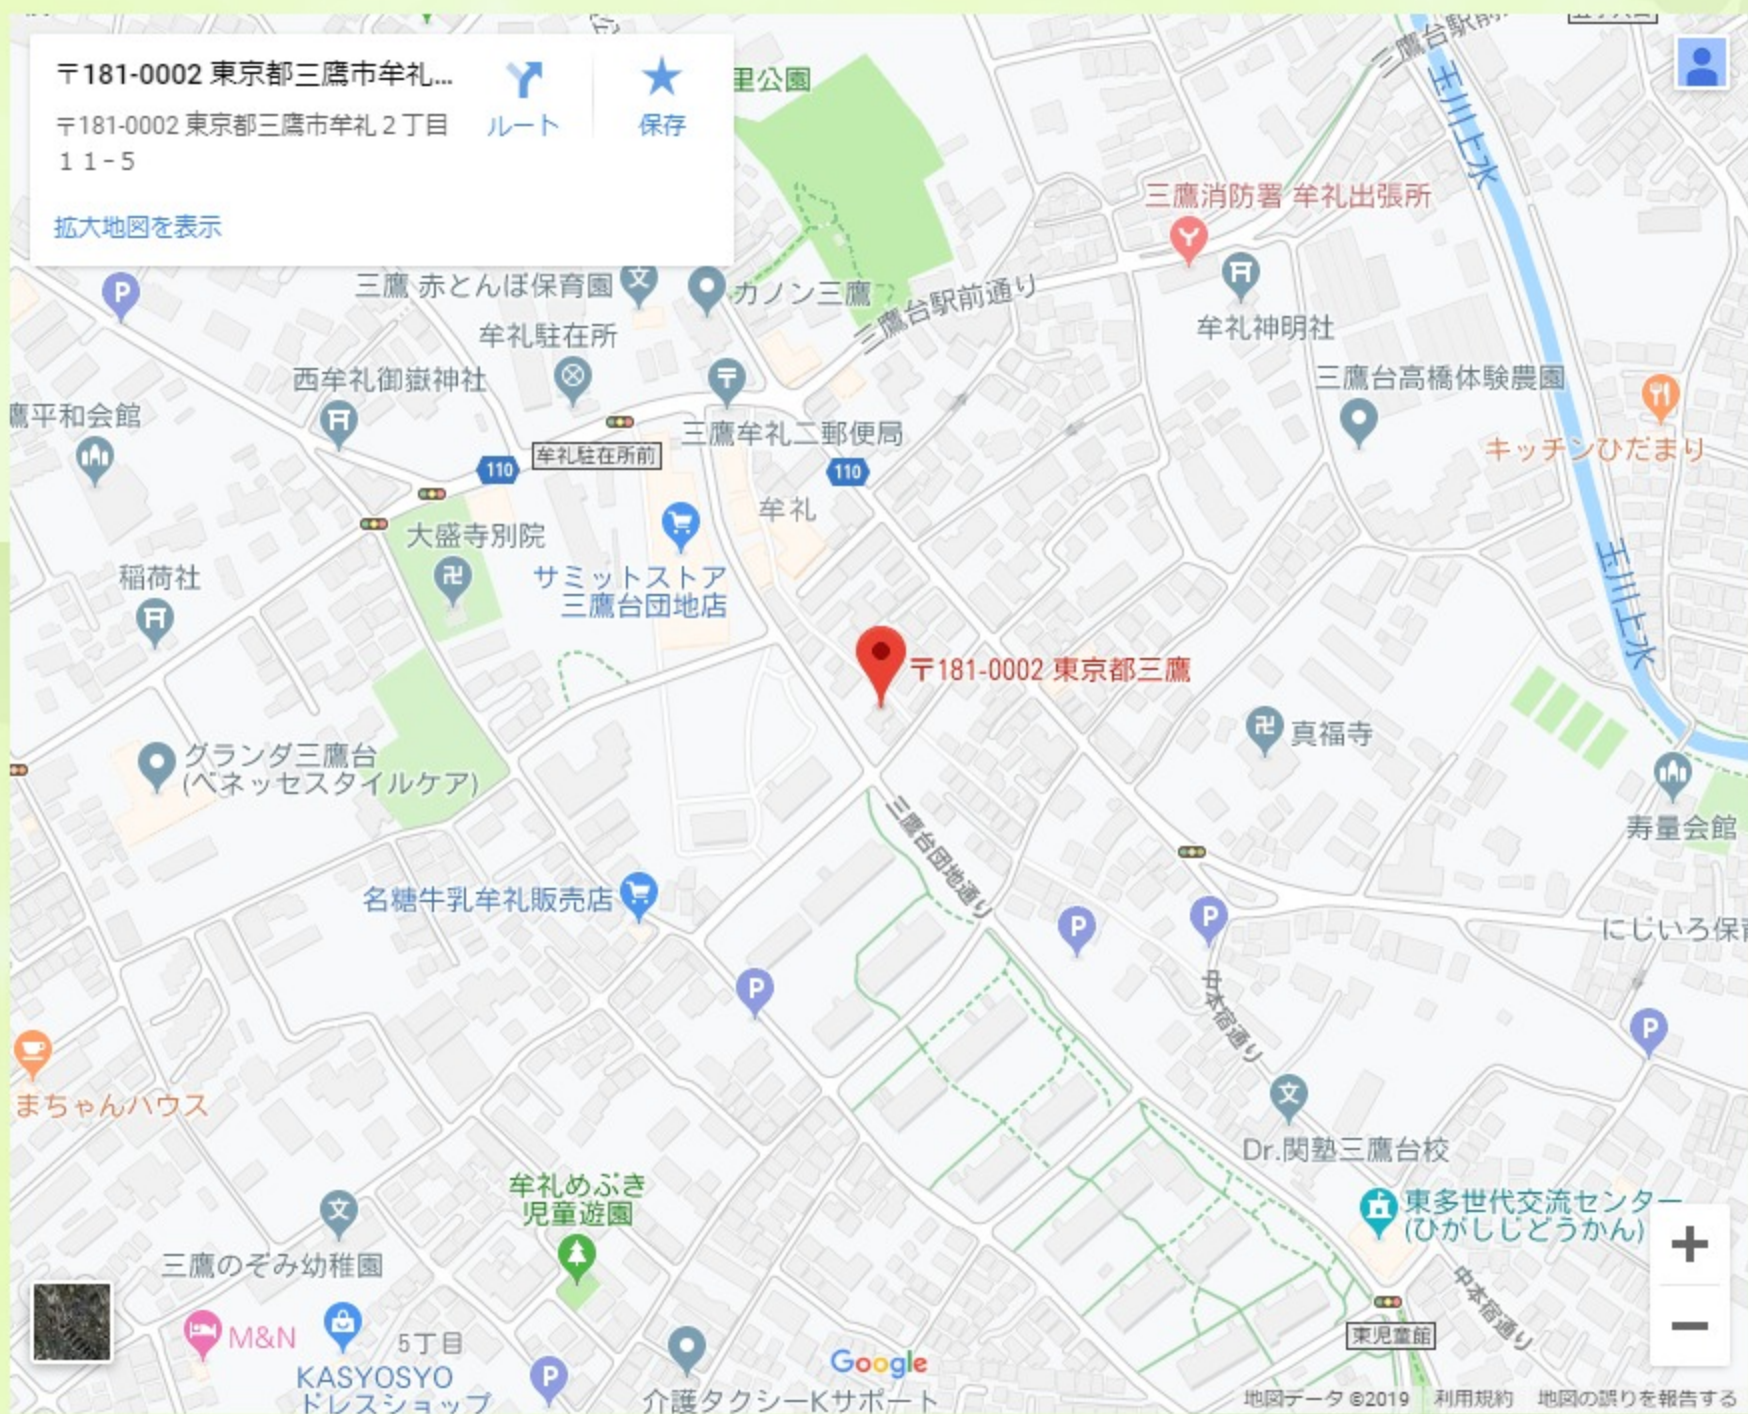 〒181-0002 東京都三鷹市牟礼...
〒181-0002 東京都三鷹市牟礼２丁目
１１−５
ルート
保存
拡大地図を表示
里公園
三鷹台駅前
玉川上水
三鷹消防署 牟礼出張所
三鷹 赤とんぼ保育園
カノン三鷹
三鷹台駅前通り
牟礼神明社
牟礼駐在所
西牟礼御嶽神社
三鷹台高橋体験農園
鷹平和会館
三鷹牟礼二郵便局
牟礼駐在所前
キッチンひだまり
110
110
牟礼
大盛寺別院
稲荷社
サミットストア
三鷹台団地店
玉川上水
〒181-0002 東京都三鷹
真福寺
グランダ三鷹台
(ベネッセスタイルケア)
寿量会館
三鷹台団地通り
名糖牛乳牟礼販売店
にじいろ保育
中本宿通り
まちゃんハウス
Dr.関塾三鷹台校
牟礼めぶき
児童遊園
東多世代交流センター
(ひがしじどうかん)
三鷹のぞみ幼稚園
中本宿通り
M&N
5丁目
東児童館
KASYOSYO
ドレスショップ
Google
介護タクシーKサポート
地図データ ©2019 利用規約 地図の誤りを報告する